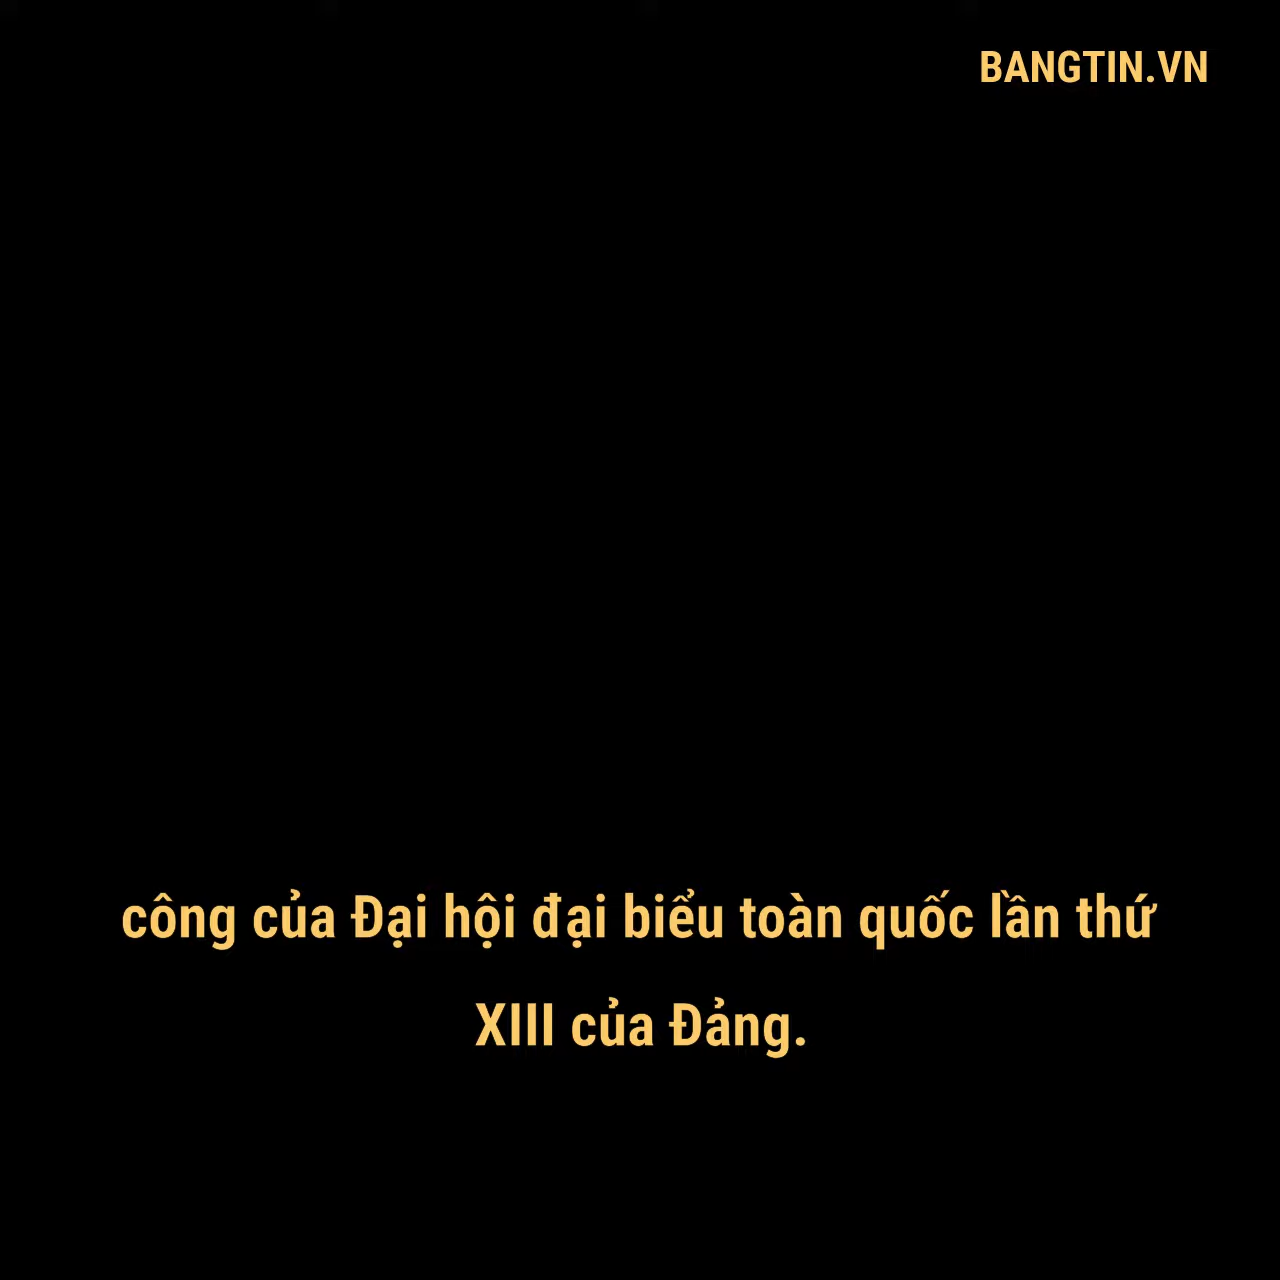 BANGTIN.VN
công của Đại hội đại biểu toàn quốc lần thứ
XIII của Đảng.